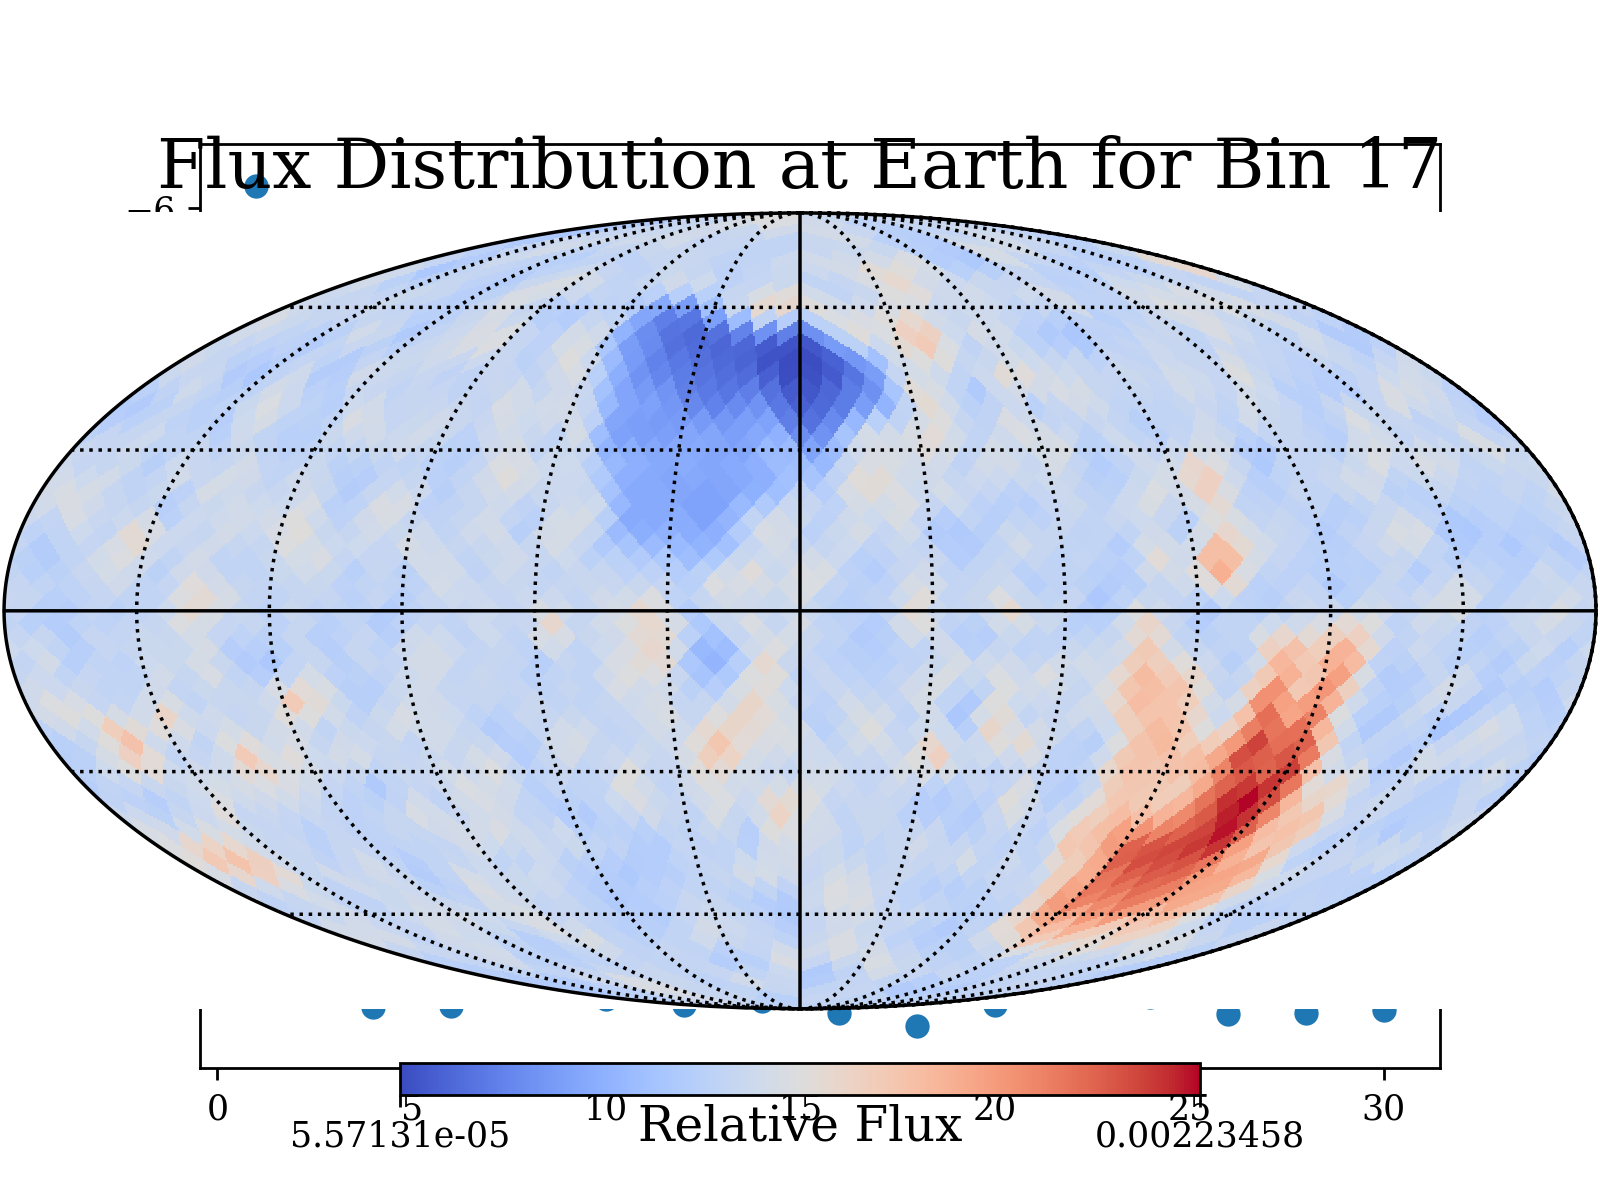 Flux Distribution at Earth for Bin 17
−6
0 5 10 15 20 25 30
Relative Flux
5.57131e-05 0.00223458